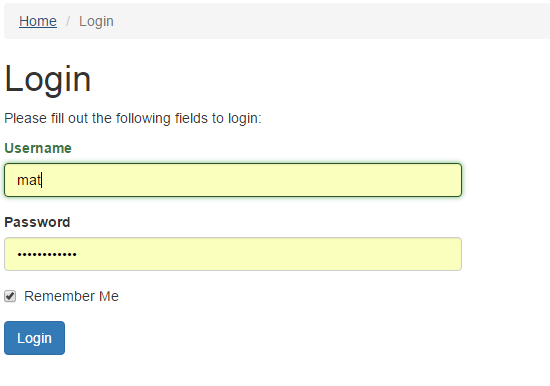 Home / Login
Login
Please fill out the following fields to login:
Username
mat
Password
••••••••••••
Remember Me
Login